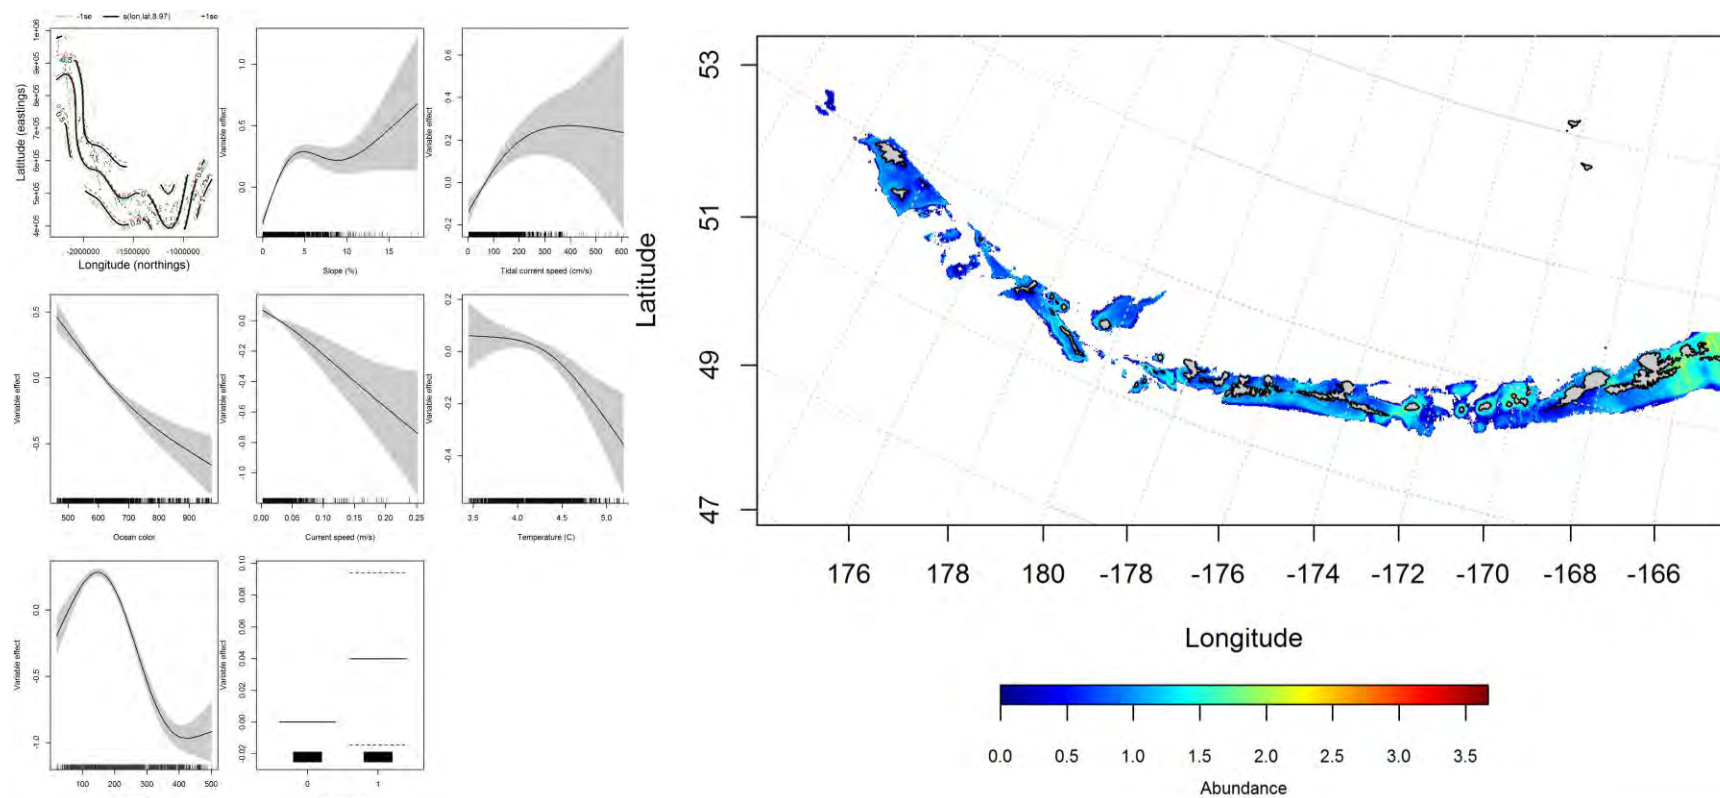 -1se s(lon,lat,8.97) +1se
Latitude (eastings)
1e+06
9e+05
8e+05
7e+05
6e+05
5e+05
4e+05
-2000000 -1500000 -1000000
Longitude (northings)
Variable effect
1.0
0.5
0.0
0 5 10 15
Slope (%)
Variable effect
0.6
0.4
0.2
0.0
-0.2
0 100 200 300 400 500 600
Tidal current speed (cm/s)
Variable effect
0.5
0.0
-0.5
500 600 700 800 900
Ocean color
Variable effect
0.0
-0.2
-0.4
-0.6
-0.8
-1.0
0.00 0.05 0.10 0.15 0.20 0.25
Current speed (m/s)
Variable effect
0.2
0.0
-0.2
-0.4
3.5 4.0 4.5 5.0
Temperature (C)
Variable effect
0.0
-0.5
-1.0
100 200 300 400 500
Variable effect
0.10
0.08
0.06
0.04
0.02
0.00
-0.02
0 1
Latitude
53
51
49
47
176 178 180 -178 -176 -174 -172 -170 -168 -166
Longitude
0.0 0.5 1.0 1.5 2.0 2.5 3.0 3.5
Abundance